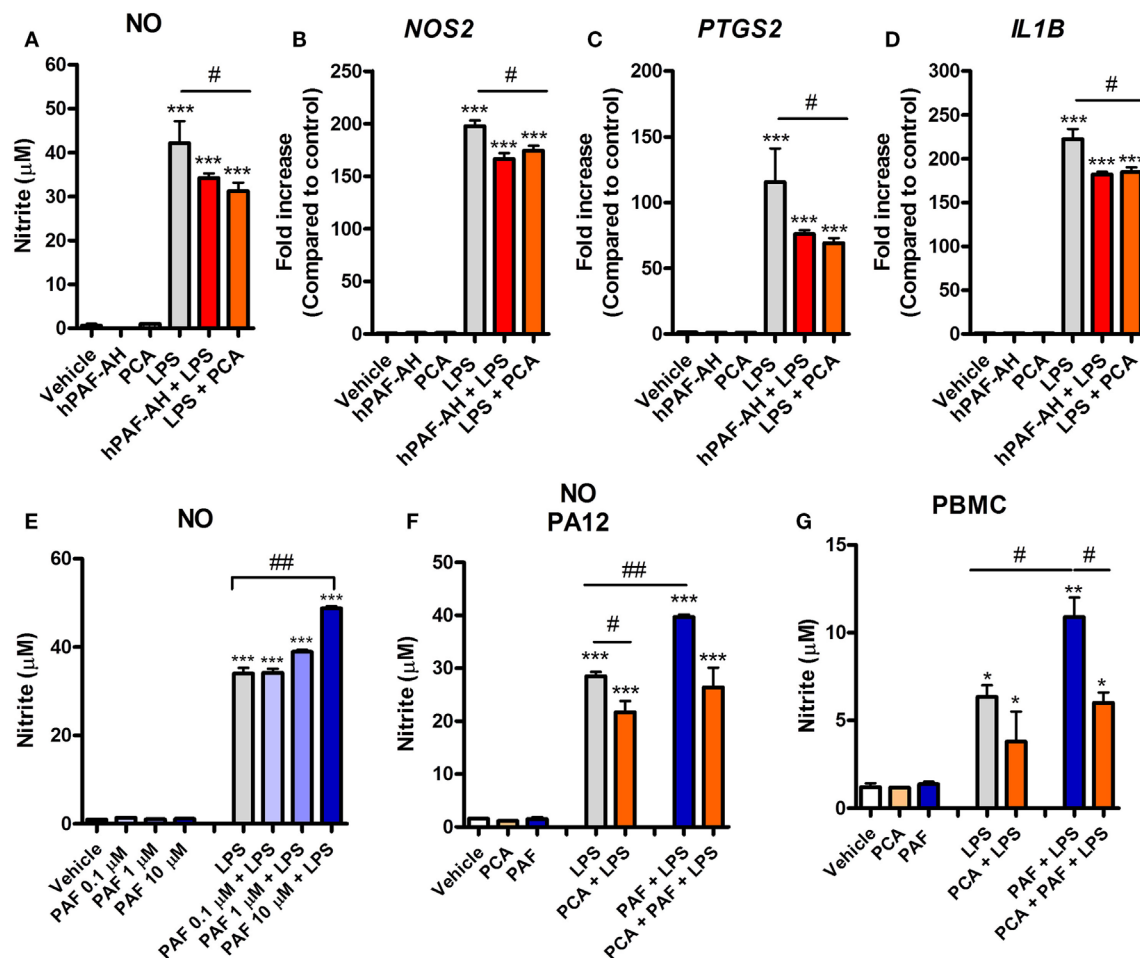 A
NO
Nitrite (μM)
60
50
40
30
20
10
0
#
***
***
***
Vehicle
hPAF-AH
PCA
LPS
hPAF-AH + LPS
LPS + PCA
B
NOS2
Fold increase
(Compared to control)
250
200
150
100
50
0
#
***
***
***
Vehicle
hPAF-AH
PCA
LPS
hPAF-AH + LPS
LPS + PCA
C
PTGS2
Fold increase
(Compared to control)
200
150
100
50
0
#
***
***
***
Vehicle
hPAF-AH
PCA
LPS
hPAF-AH + LPS
LPS + PCA
D
IL1B
Fold increase
(Compared to control)
300
250
200
150
100
50
0
#
***
***
***
Vehicle
hPAF-AH
PCA
LPS
hPAF-AH + LPS
LPS + PCA
E
NO
Nitrite (μM)
60
40
20
0
##
***
***
***
***
Vehicle
PAF 0.1 μM
PAF 1 μM
PAF 10 μM
LPS
PAF 0.1 μM + LPS
PAF 1 μM + LPS
PAF 10 μM + LPS
F
NO
PA12
Nitrite (μM)
50
40
30
20
10
0
##
#
***
***
***
***
Vehicle
PCA
PAF
LPS
PCA + LPS
PAF + LPS
PCA + PAF + LPS
G
PBMC
Nitrite (μM)
15
10
5
0
#
#
*
*
**
*
Vehicle
PCA
PAF
LPS
PCA + LPS
PAF + LPS
PCA + PAF + LPS